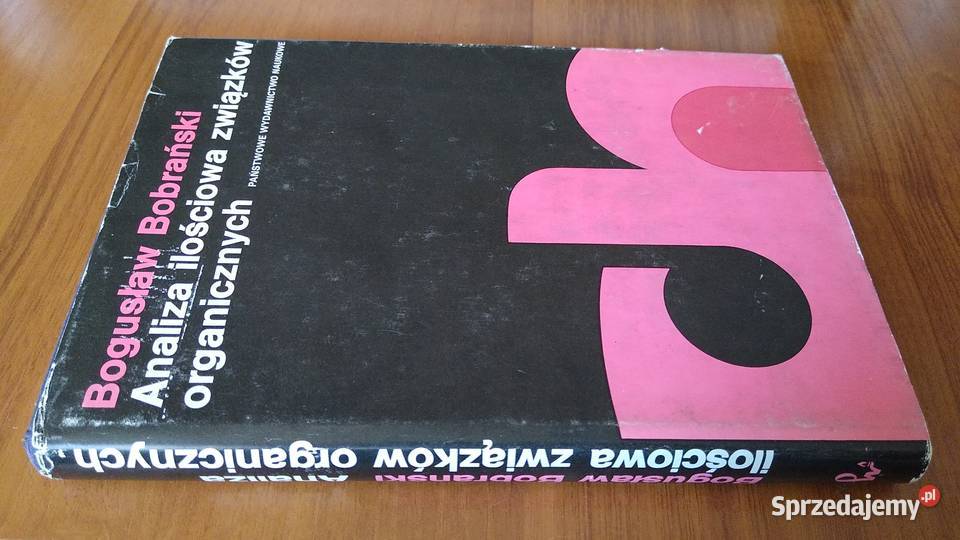 Bogusław Bobrański
Analiza ilościowa związków
organicznych
PAŃSTWOWE WYDAWNICTWO NAUKOWE
Bogusław Bobrański Analiza
ilościowa związków organicznych
Sprzedajemy.pl